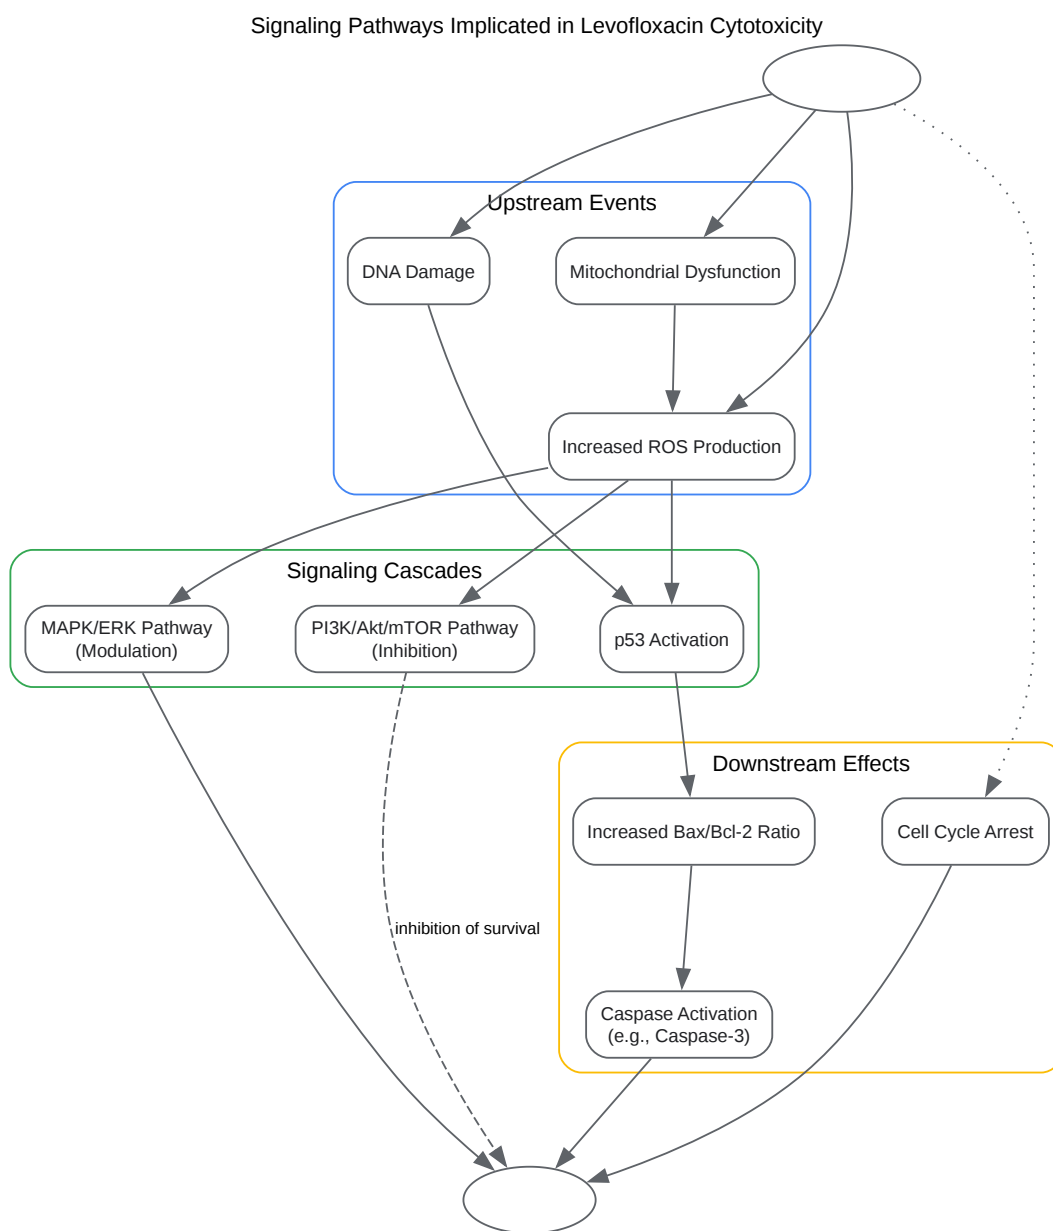 Signaling Pathways Implicated in Levofloxacin Cytotoxicity
Upstream Events
DNA Damage
Mitochondrial Dysfunction
Increased ROS Production
Signaling Cascades
MAPK/ERK Pathway
(Modulation)
PI3K/Akt/mTOR Pathway
(Inhibition)
p53 Activation
Downstream Effects
Increased Bax/Bcl-2 Ratio
Cell Cycle Arrest
inhibition of survival
Caspase Activation
(e.g., Caspase-3)